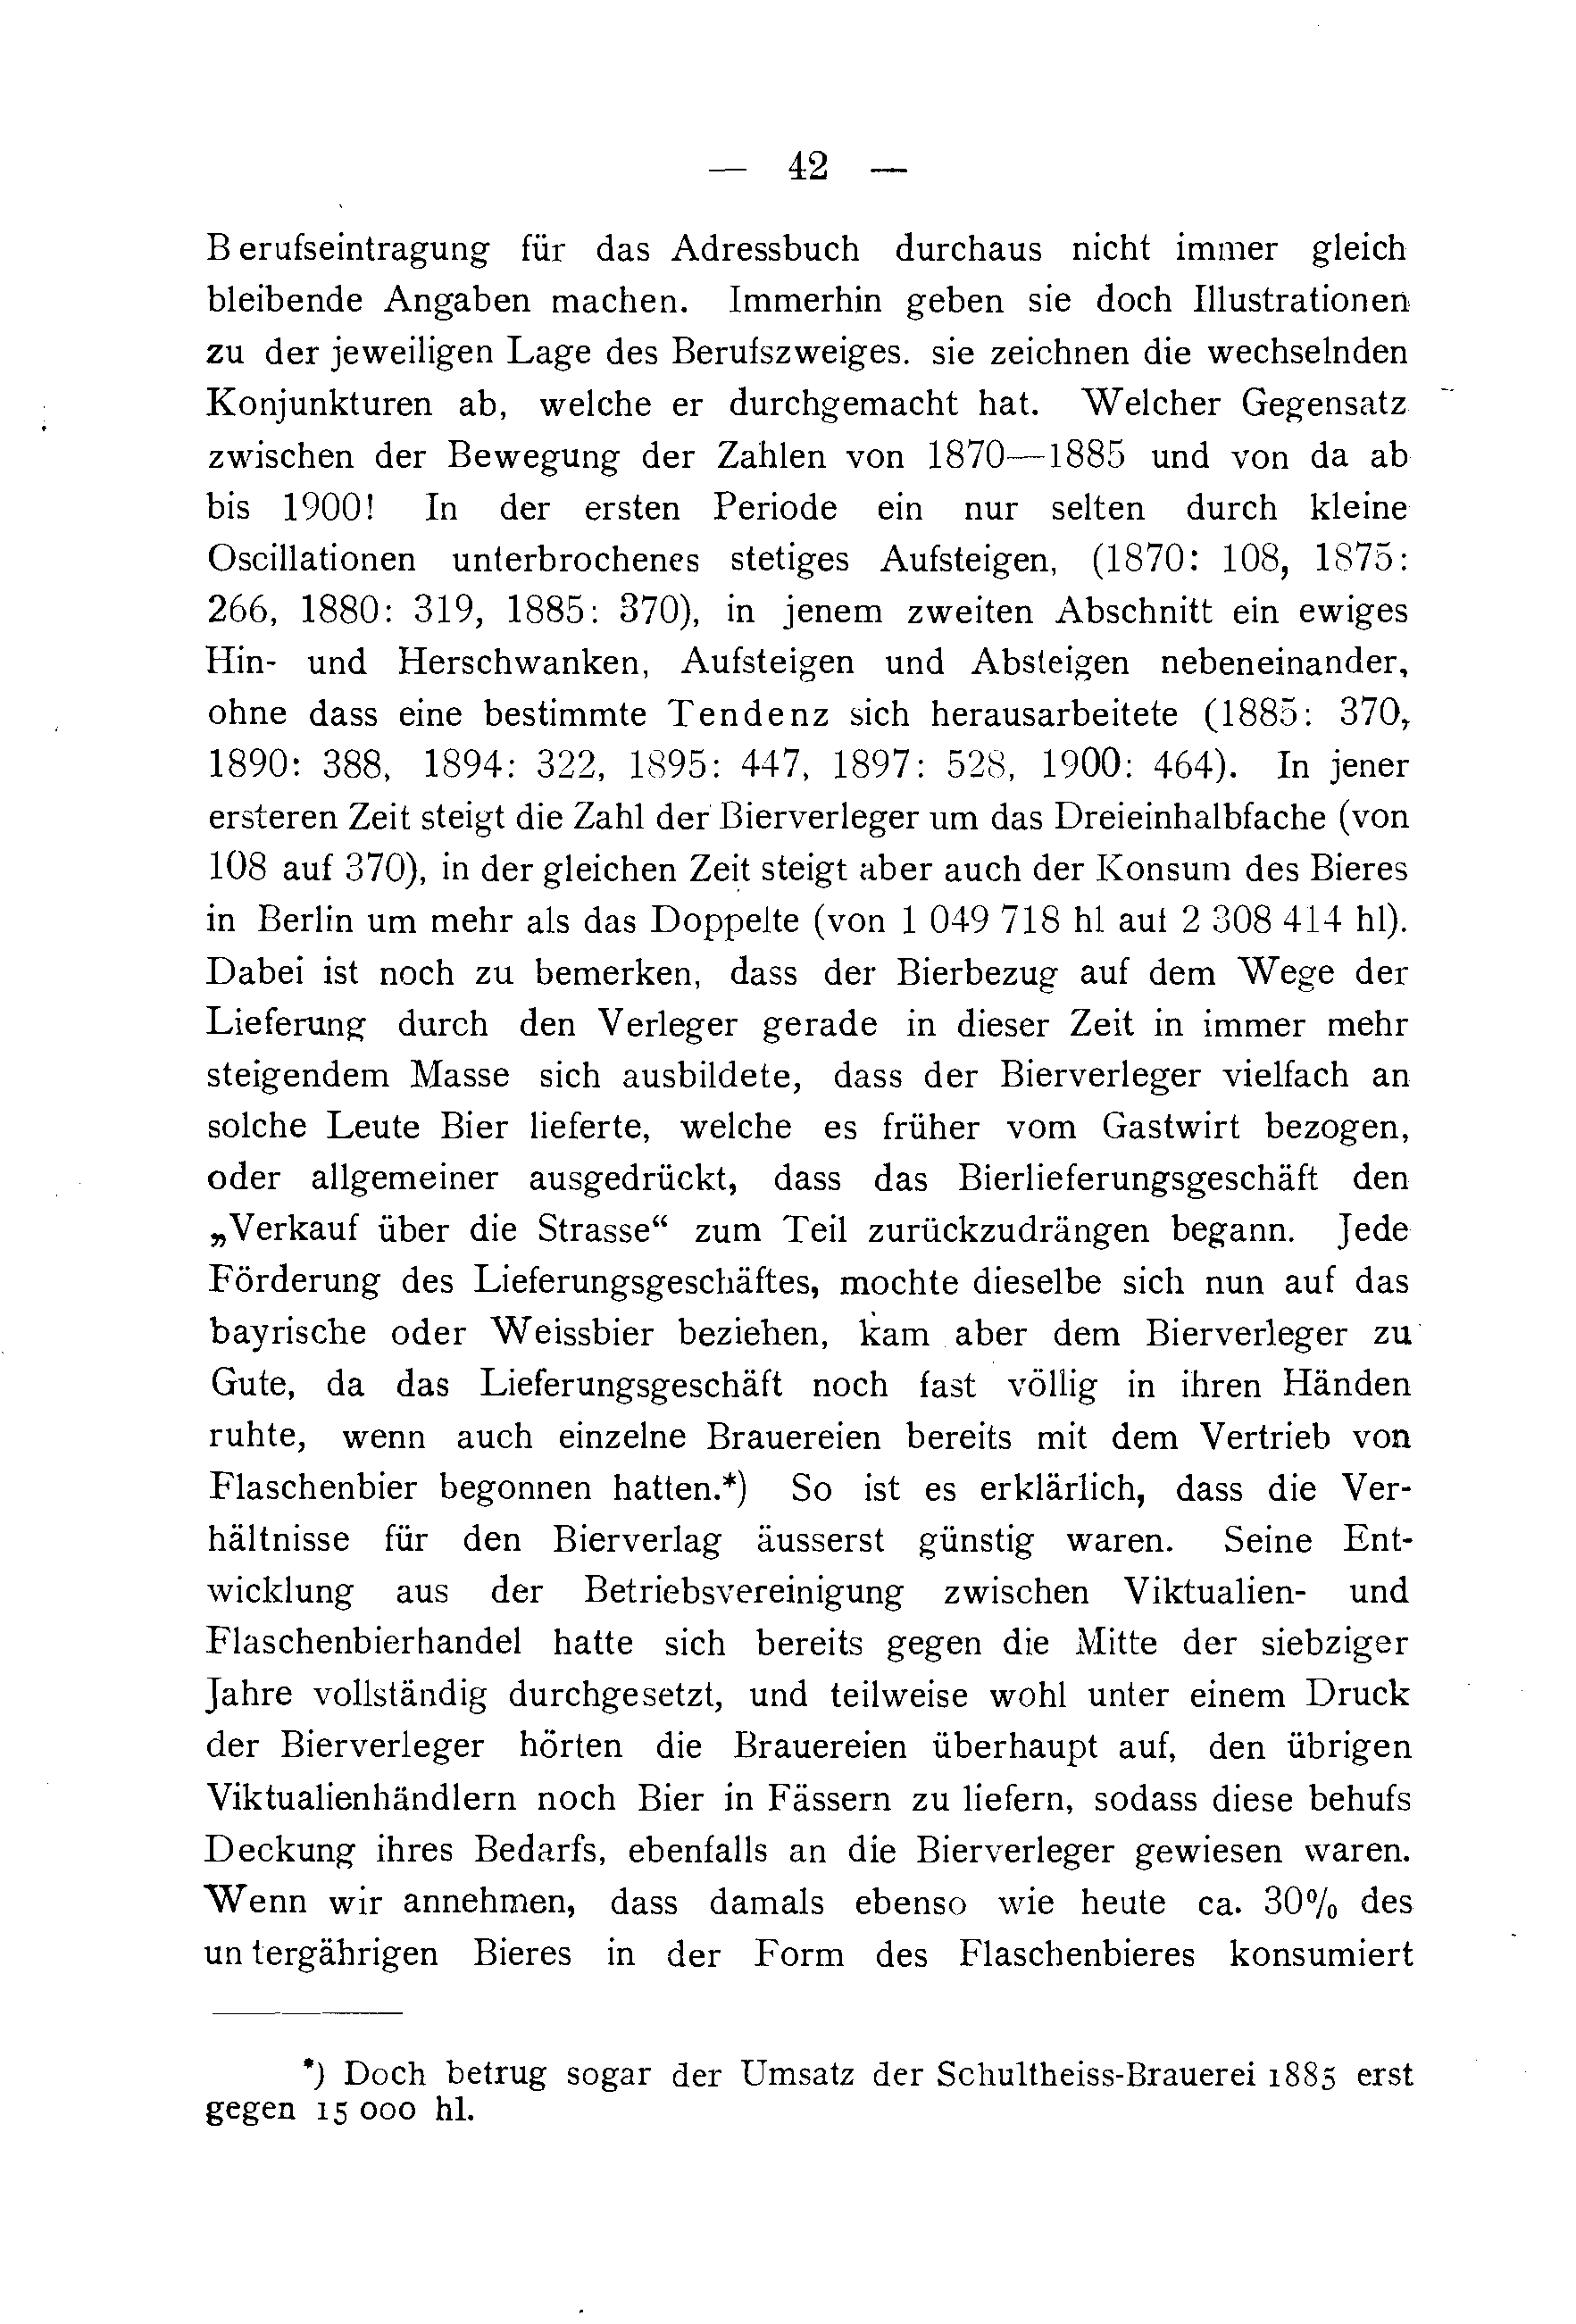 — 42 —
Berufseintragung für das Adressbuch durchaus nicht immer gleich
bleibende Angaben machen. Immerhin geben sie doch Illustrationen
zu der jeweiligen Lage des Berufszweiges. sie zeichnen die wechselnden
Konjunkturen ab, welche er durchgemacht hat. Welcher Gegensatz
zwischen der Bewegung der Zahlen von 1870—1885 und von da ab
bis 1900! In der ersten Periode ein nur selten durch kleine
Oscillationen unterbrochenes stetiges Aufsteigen, (1870: 108, 1875:
266, 1880: 319, 1885: 370), in jenem zweiten Abschnitt ein ewiges
Hin- und Herschwanken, Aufsteigen und Absteigen nebeneinander,
ohne dass eine bestimmte Tendenz sich herausarbeitete (1885: 370,
1890: 388, 1894: 322, 1895: 447, 1897: 528, 1900: 464). In jener
ersteren Zeit steigt die Zahl der Bierverleger um das Dreieinhalbfache (von
108 auf 370), in der gleichen Zeit steigt aber auch der Konsum des Bieres
in Berlin um mehr als das Doppelte (von 1 049 718 hl auf 2 308 414 hl).
Dabei ist noch zu bemerken, dass der Bierbezug auf dem Wege der
Lieferung durch den Verleger gerade in dieser Zeit in immer mehr
steigendem Masse sich ausbildete, dass der Bierverleger vielfach an
solche Leute Bier lieferte, welche es früher vom Gastwirt bezogen,
oder allgemeiner ausgedrückt, dass das Bierlieferungsgeschäft den
„Verkauf über die Strasse“ zum Teil zurückzudrängen begann. Jede
Förderung des Lieferungsgeschäftes, mochte dieselbe sich nun auf das
bayrische oder Weissbier beziehen, kam aber dem Bierverleger zu
Gute, da das Lieferungsgeschäft noch fast völlig in ihren Händen
ruhte, wenn auch einzelne Brauereien bereits mit dem Vertrieb von
Flaschenbier begonnen hatten.*) So ist es erklärlich, dass die Ver-
hältnisse für den Bierverlag äusserst günstig waren. Seine Ent-
wicklung aus der Betriebsvereinigung zwischen Viktualien- und
Flaschenbierhandel hatte sich bereits gegen die Mitte der siebziger
Jahre vollständig durchgesetzt, und teilweise wohl unter einem Druck
der Bierverleger hörten die Brauereien überhaupt auf, den übrigen
Viktualienhändlern noch Bier in Fässern zu liefern, sodass diese behufs
Deckung ihres Bedarfs, ebenfalls an die Bierverleger gewiesen waren.
Wenn wir annehmen, dass damals ebenso wie heute ca. 30% des
untergährigen Bieres in der Form des Flaschenbieres konsumiert
*) Doch betrug sogar der Umsatz der Schultheiss-Brauerei 1885 erst
gegen 15 000 hl.